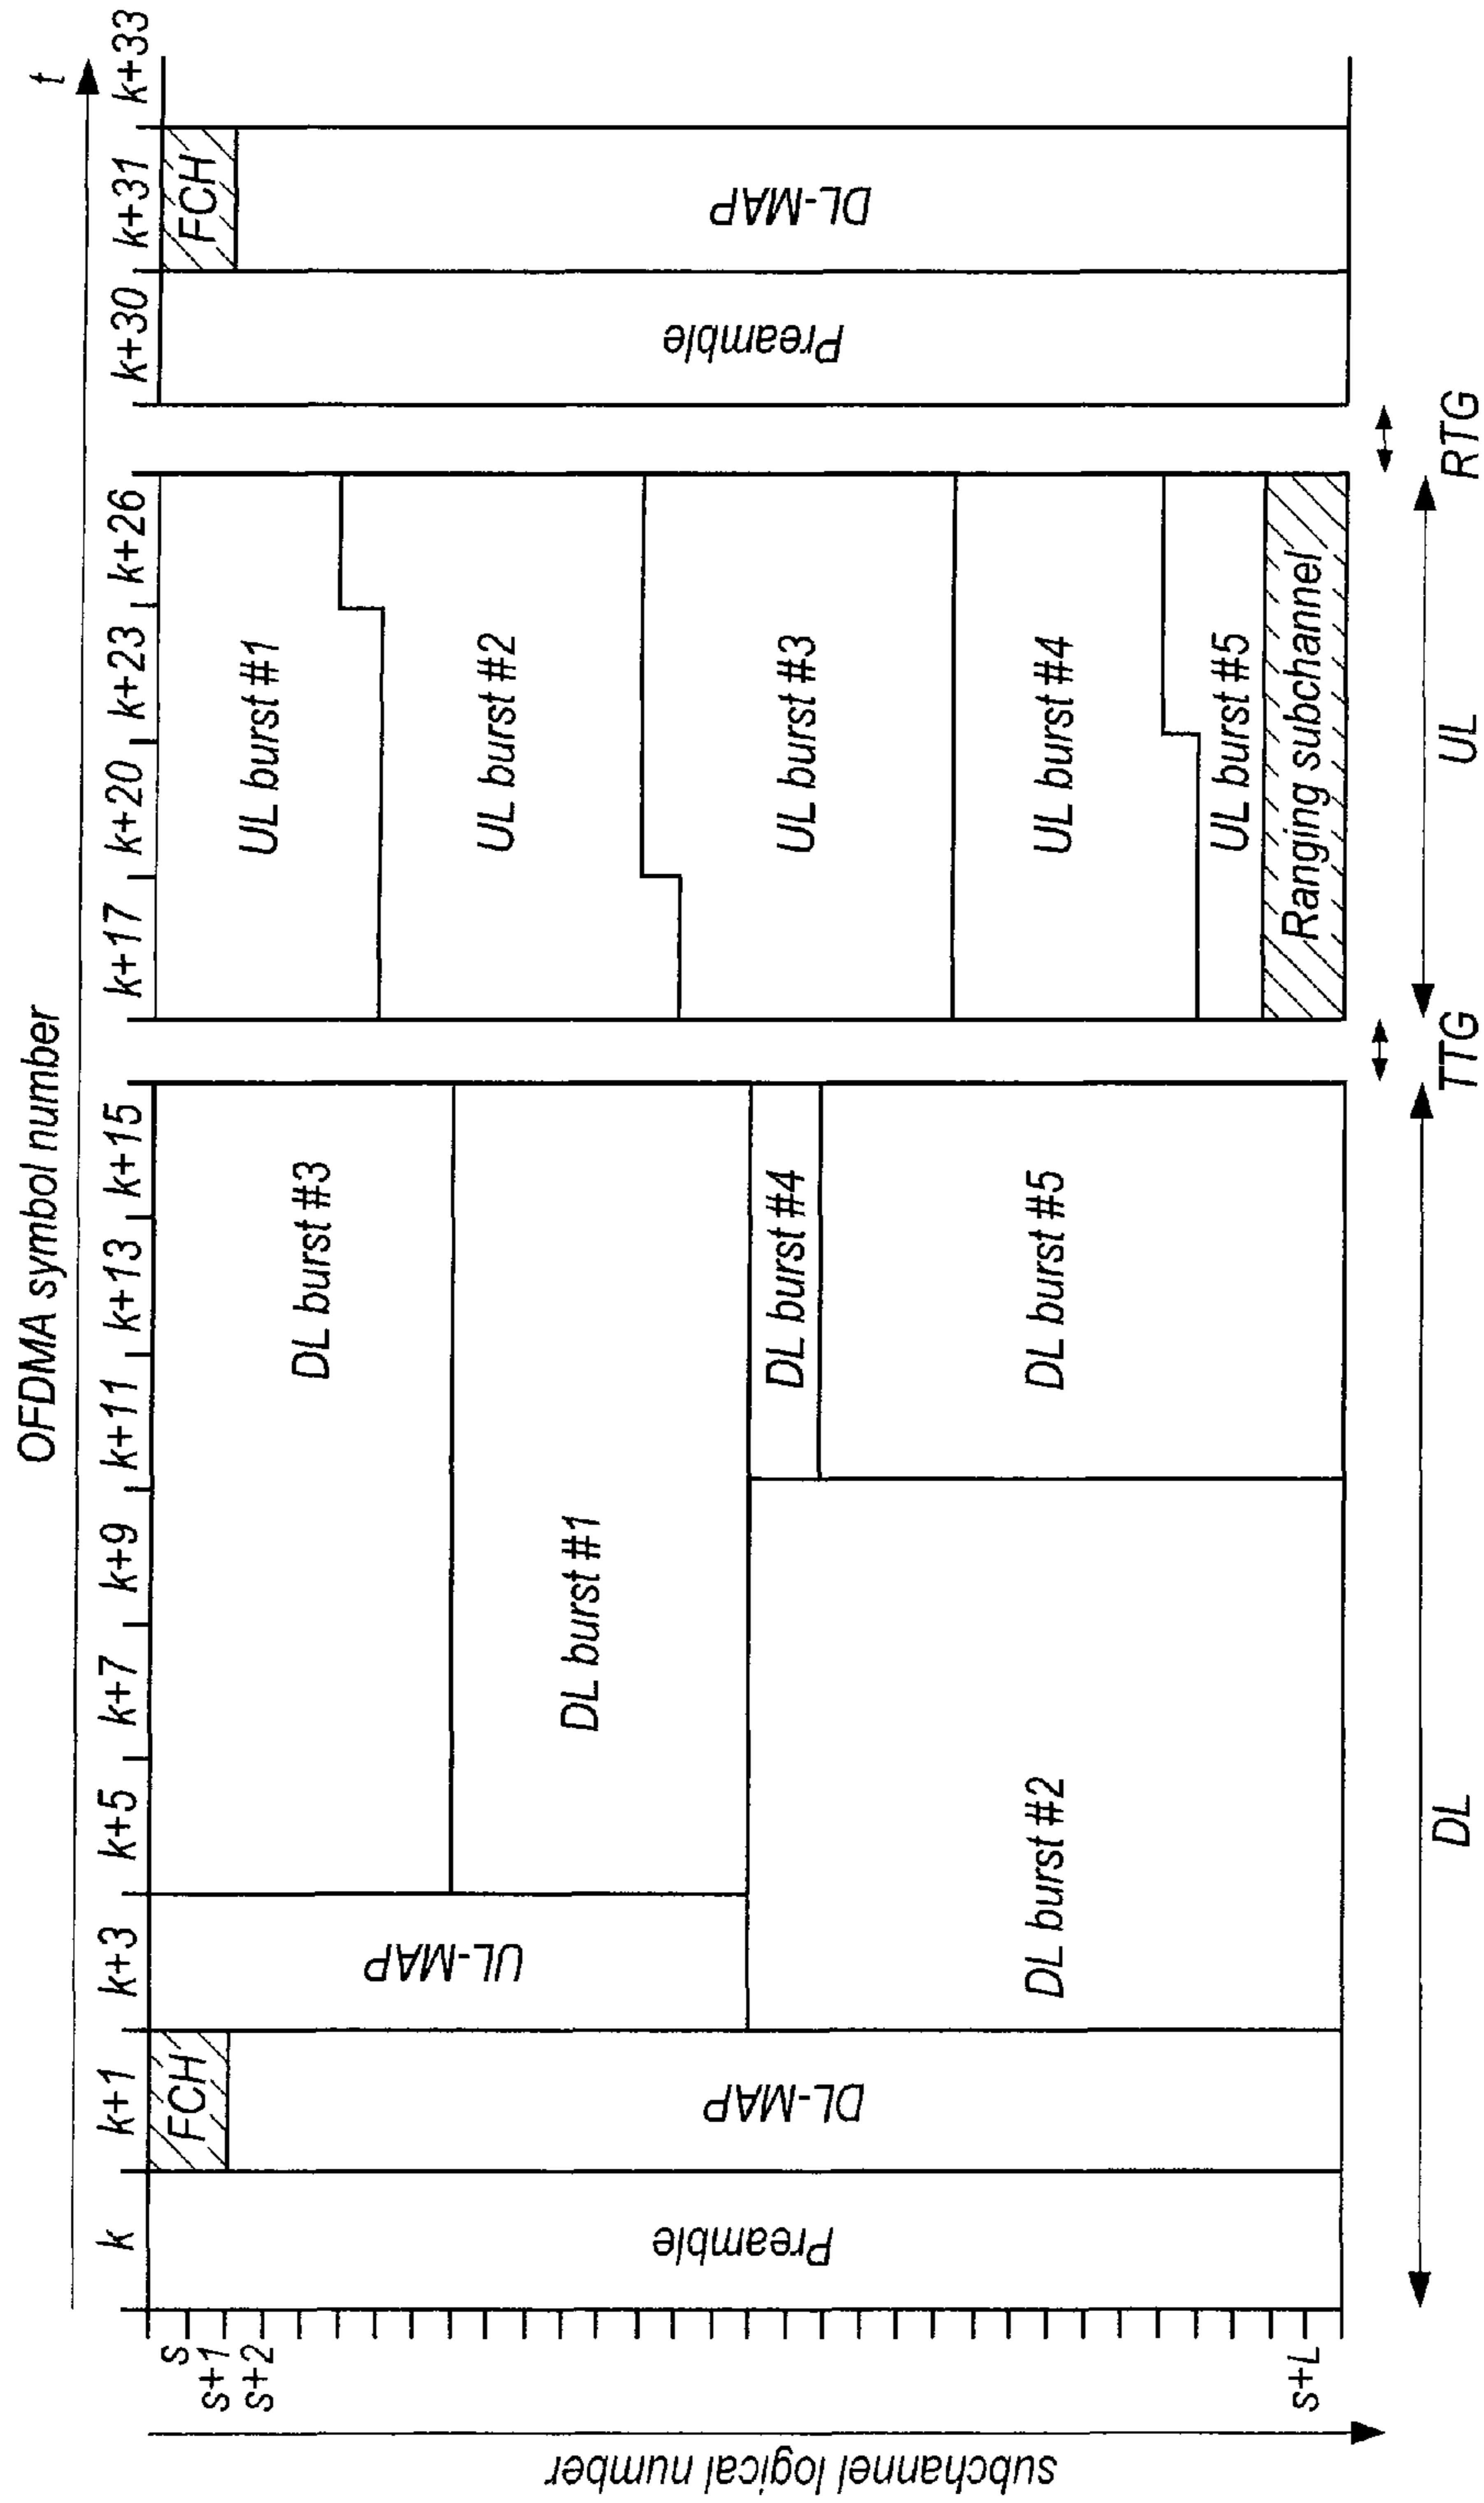 OFDMA symbol number
t
k
k+1
k+3
k+5
k+7
k+9
k+11
k+13
k+15
k+17
k+20
k+23
k+26
k+30
k+31
k+33
subchannel logical number
s
s+1
s+2
s+L
Preamble
FCH
DL-MAP
UL-MAP
DL burst #3
DL burst #1
DL burst #2
DL burst #4
DL burst #5
UL burst #1
UL burst #2
UL burst #3
UL burst #4
UL burst #5
Ranging subchannel
Preamble
FCH
DL-MAP
DL
TTG
UL
RTG